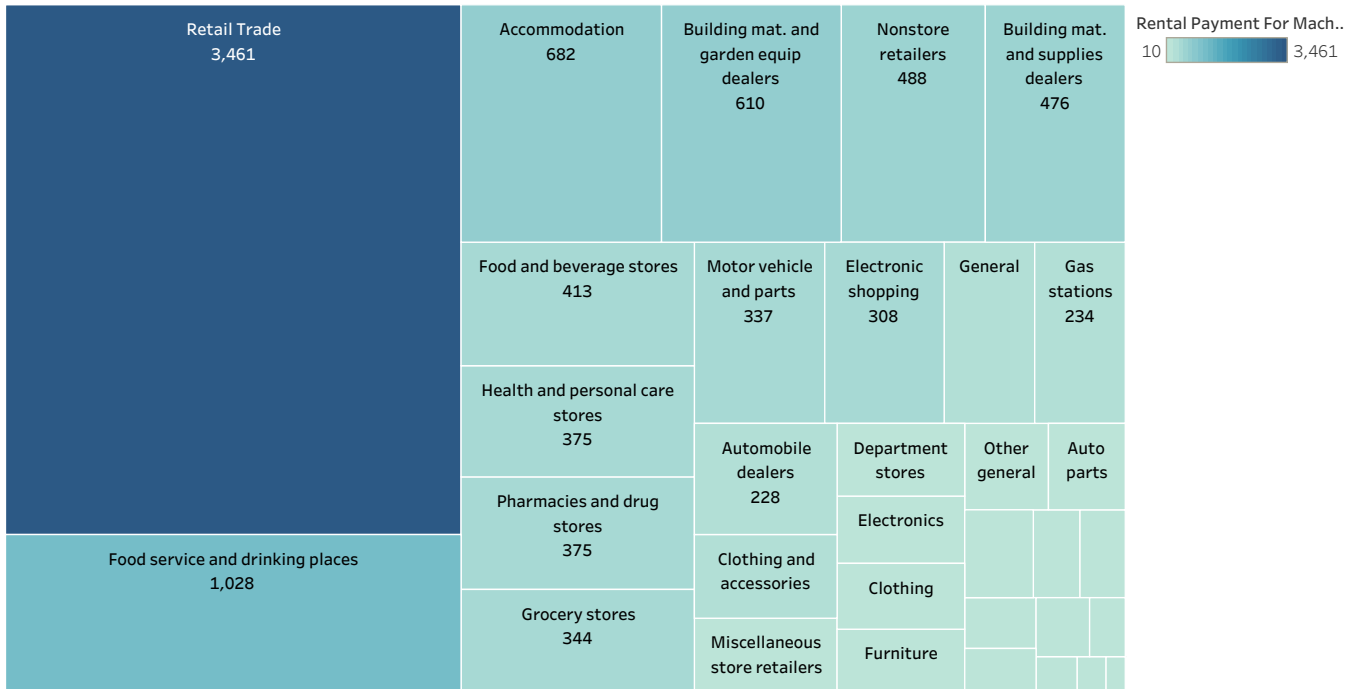 Retail Trade
3,461
Food service and drinking places
1,028
Accommodation
682
Building mat. and
garden equip
dealers
610
Nonstore
retailers
488
Building mat.
and supplies
dealers
476
Food and beverage stores
413
Health and personal care
stores
375
Pharmacies and drug
stores
375
Grocery stores
344
Motor vehicle
and parts
337
Electronic
shopping
308
General
Gas
stations
234
Automobile
dealers
228
Clothing and
accessories
Miscellaneous
store retailers
Department
stores
Electronics
Clothing
Furniture
Other
general
Auto
parts
Rental Payment For Mach..
10 3,461